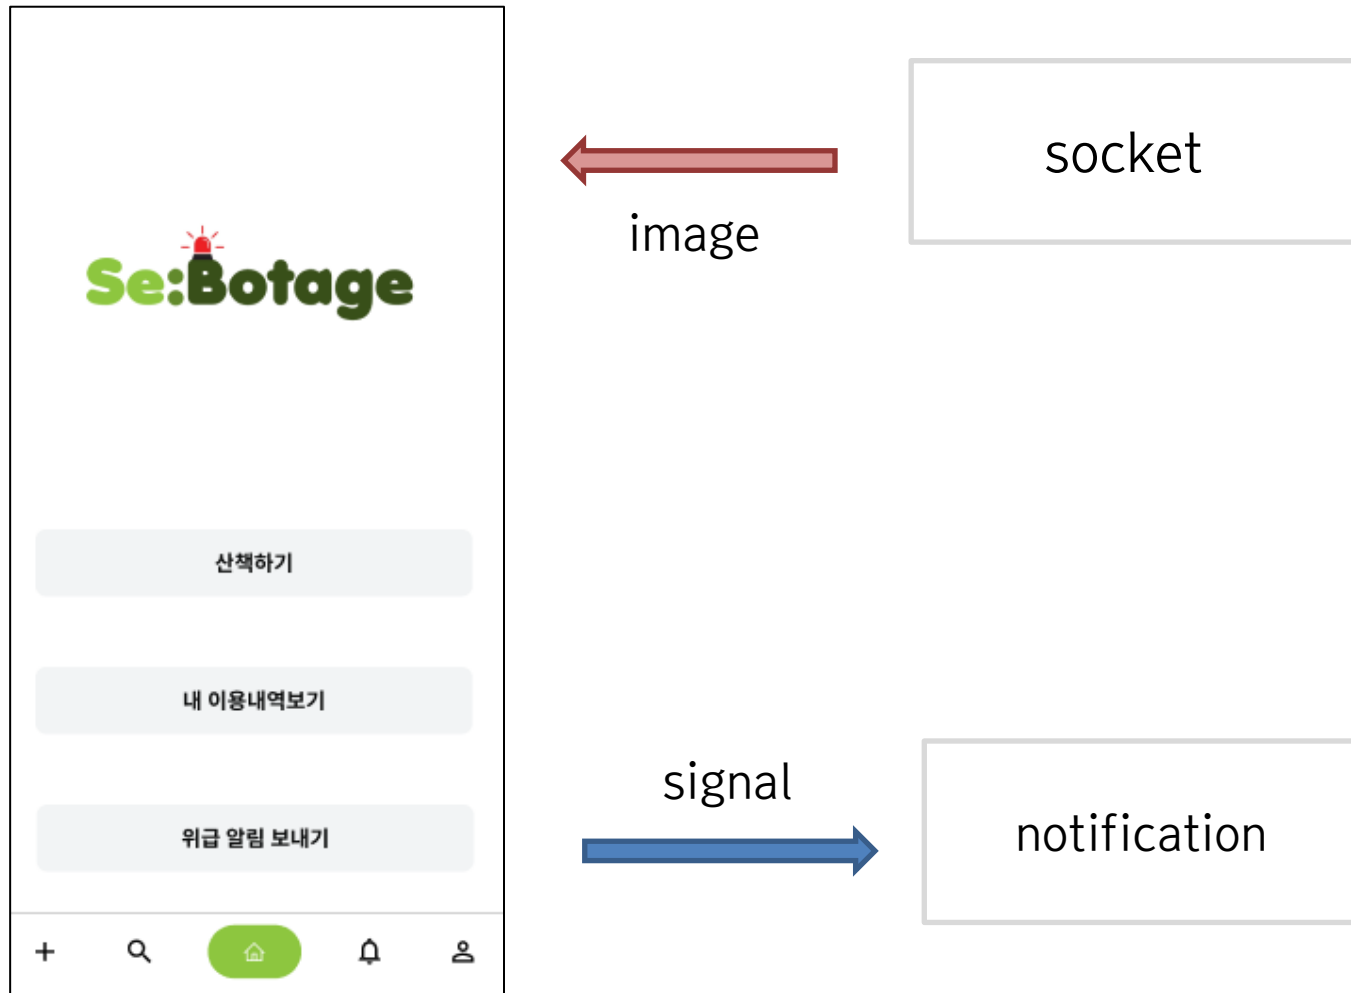 socket
image
Se:Botage
산책하기
내 이용내역보기
signal
위급 알림 보내기
notification